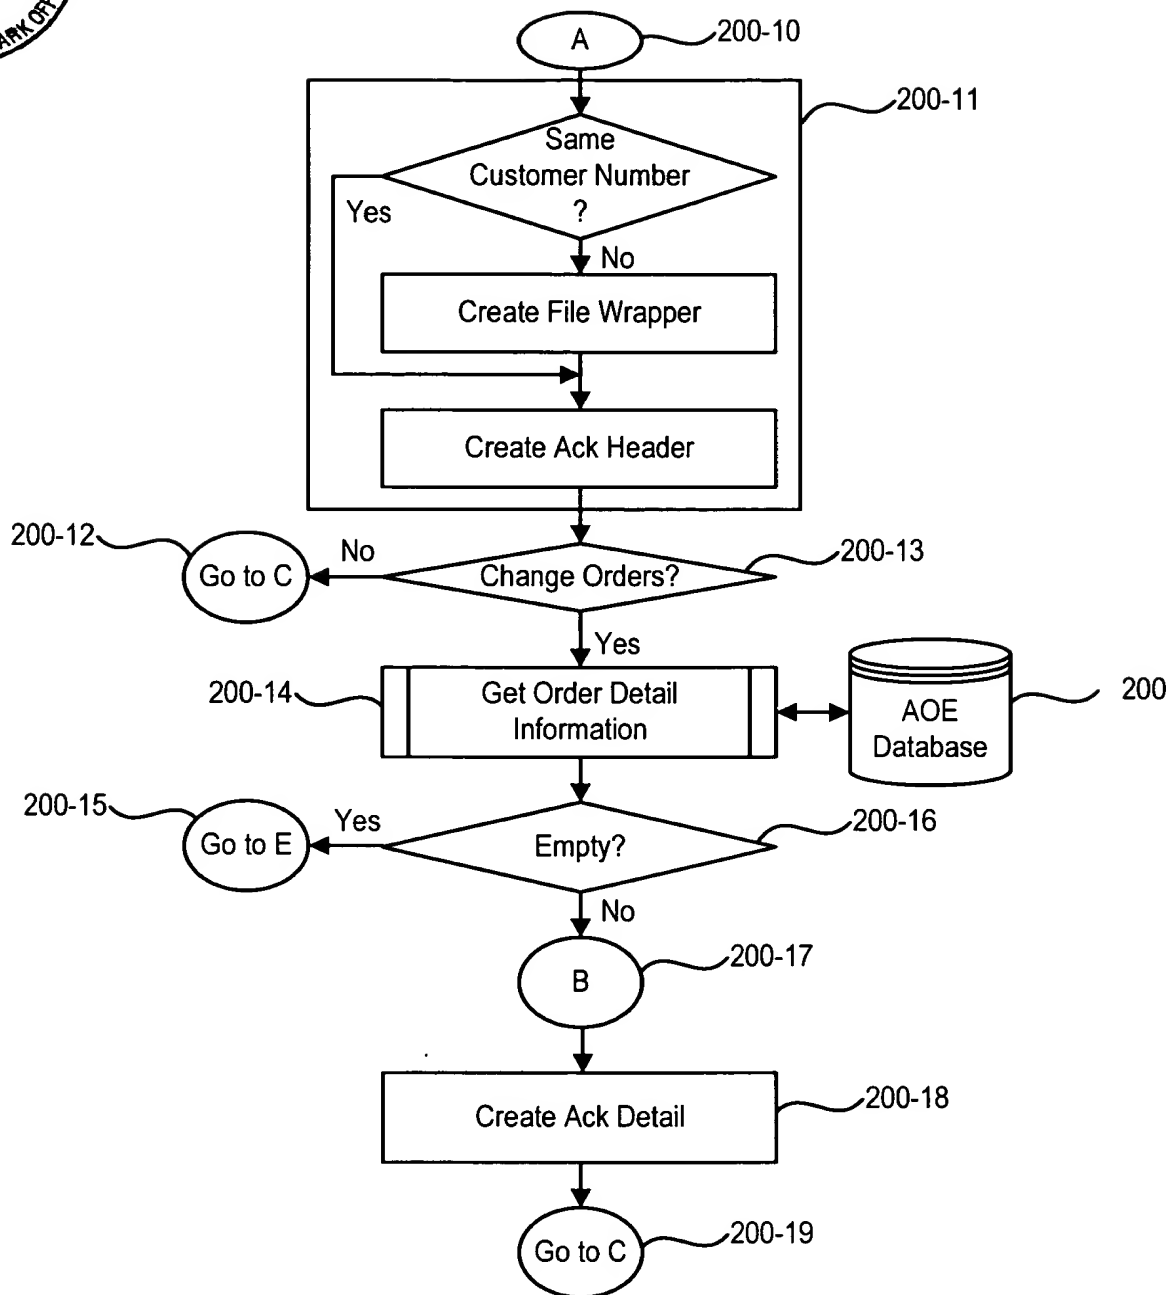 ARK OFF
A
200-10
200-11
Same
Customer Number
?
Yes
No
Create File Wrapper
Create Ack Header
200-12
Go to C
No
Change Orders?
200-13
Yes
200-14
Get Order Detail
Information
AOE
Database
200
200-15
Go to E
Yes
Empty?
200-16
No
B
200-17
Create Ack Detail
200-18
Go to C
200-19